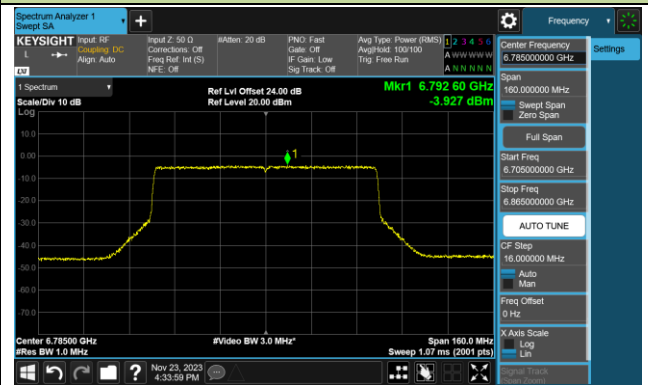 Spectrum Analyzer 1
Swept SA
Frequency
KEYSIGHT
L
LXI
Input: RF
Coupling: DC
Align: Auto
Input Z: 50 Ω
Corrections: Off
Freq Ref: Int (S)
NFE: Off
#Atten: 20 dB
PNO: Fast
Gate: Off
IF Gain: Low
Sig Track: Off
Avg Type: Power (RMS)
Avg|Hold: 100/100
Trig: Free Run
1 2 3 4 5 6
A W W W W W
A N N N N N
1 Spectrum
Scale/Div 10 dB
Log
Ref Lvl Offset 24.00 dB
Ref Level 20.00 dBm
Mkr1 6.792 60 GHz
-3.927 dBm
10.0
0.00
-10.0
-20.0
-30.0
-40.0
-50.0
-60.0
-70.0
1
Center 6.78500 GHz
#Res BW 1.0 MHz
#Video BW 3.0 MHz*
Span 160.0 MHz
Sweep 1.07 ms (2001 pts)
Center Frequency
6.785000000 GHz
Settings
Span
160.000000 MHz
Swept Span
Zero Span
Full Span
Start Freq
6.705000000 GHz
Stop Freq
6.865000000 GHz
AUTO TUNE
CF Step
16.000000 MHz
Auto
Man
Freq Offset
0 Hz
X Axis Scale
Log
Lin
Signal Track
(Span Zoom)
Nov 23, 2023
4:33:59 PM